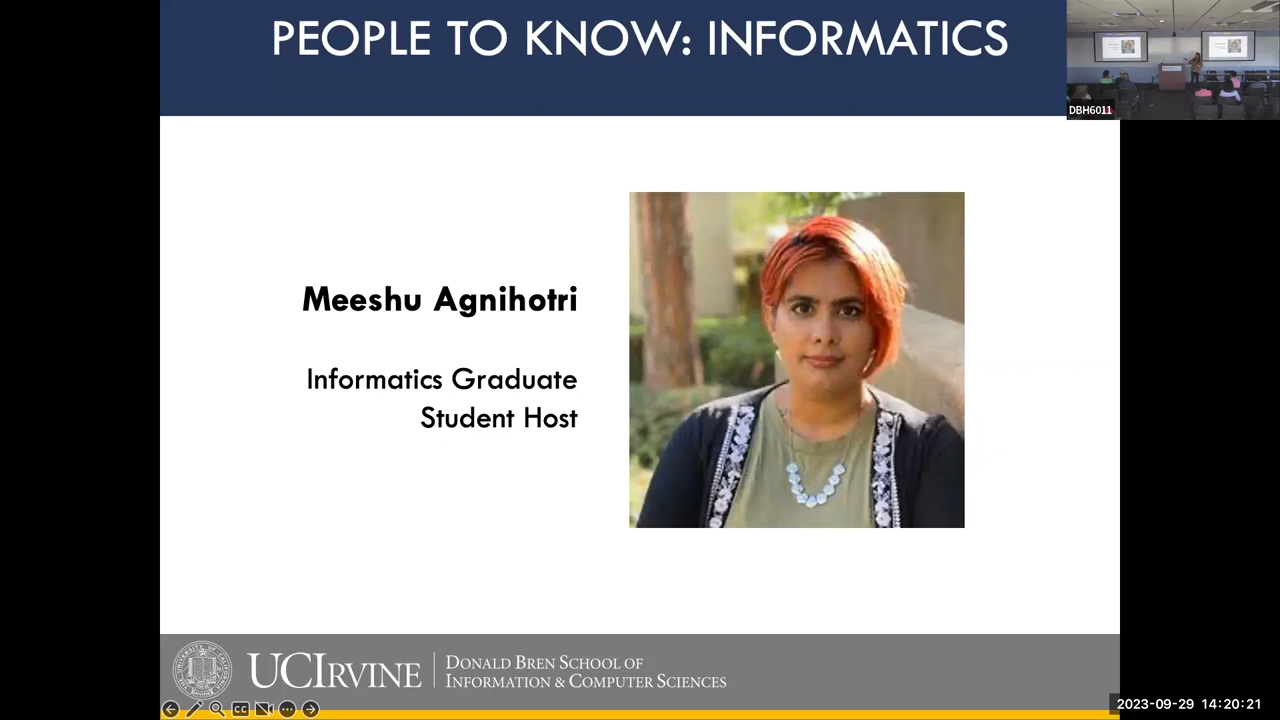 PEOPLE TO KNOW: INFORMATICS
DBH6011
Meeshu Agnihotri
Informatics Graduate
Student Host
UCIRVINE
DONALD BREN SCHOOL OF
INFORMATION & COMPUTER SCIENCES
CC
2023-09-29 14:20:21